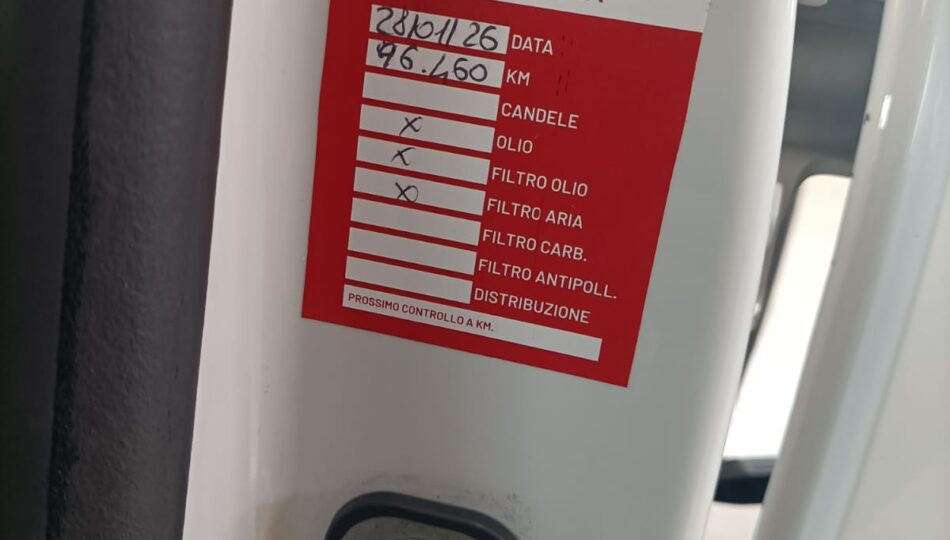 28/01/26 DATA
96.460 KM
CANDELE
X OLIO
X FILTRO OLIO
X FILTRO ARIA
FILTRO CARB.
FILTRO ANTIPOLL.
DISTRIBUZIONE
PROSSIMO CONTROLLO A KM.